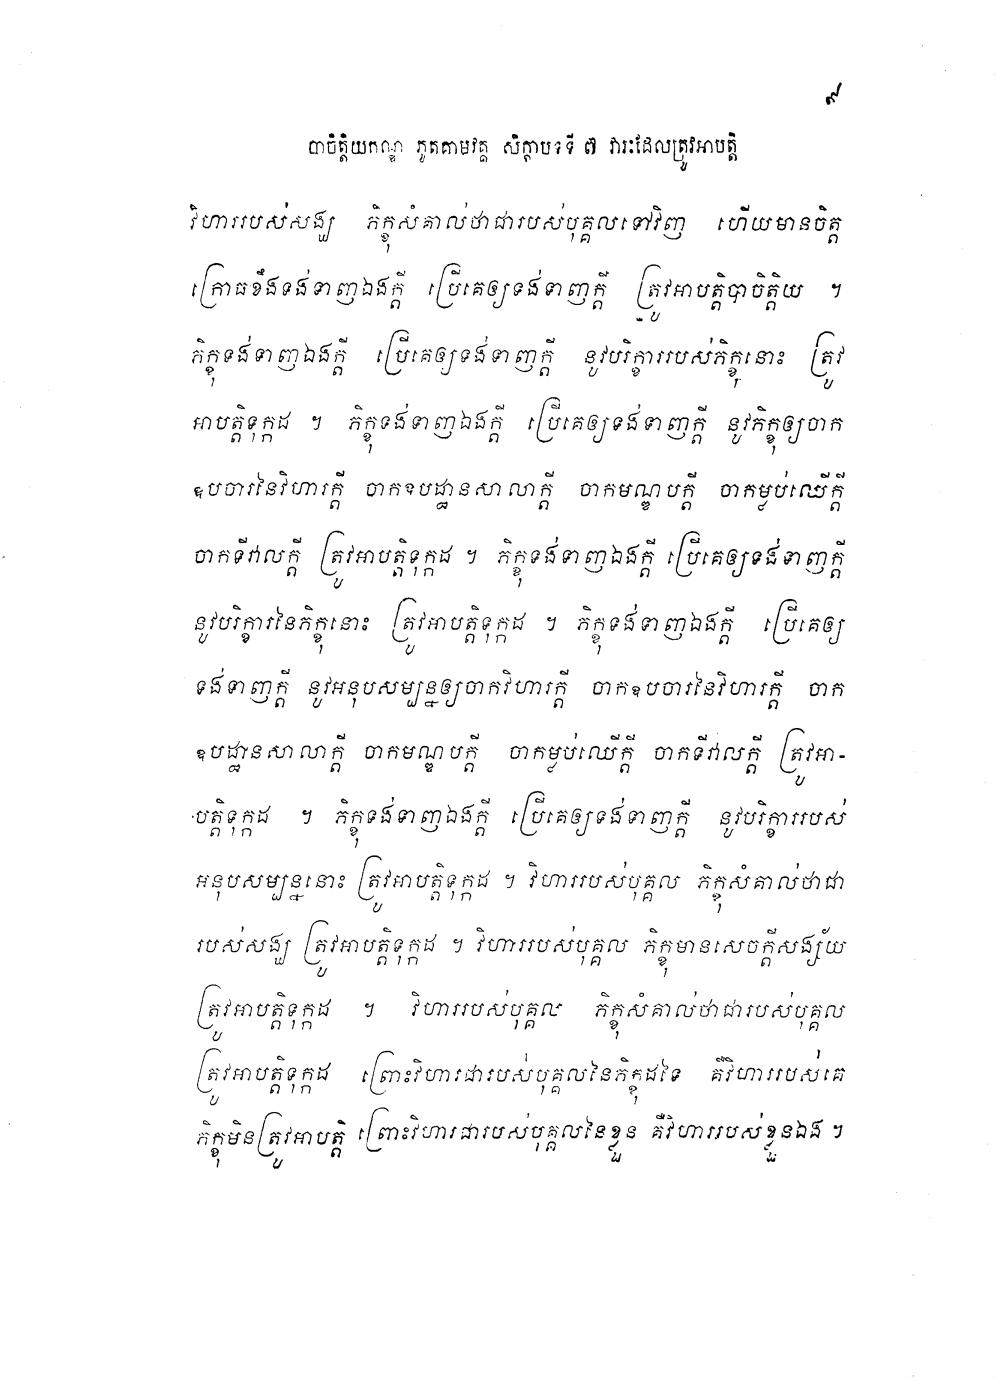 ៩
បាចិត្តិយកណ្ឌ ភូតគាមវគ្គ សិក្ខាបទទី ៧ វារៈដែលត្រូវអាបត្តិ
វិហាររបស់សង្ឃ ភិក្ខុសំគាល់ថាជារបស់បុគ្គលទៅវិញ ហើយមានចិត្ត
ក្រោធខឹងទង់ទាញឯងក្តី ប្រើគេឲ្យទង់ទាញក្តី ត្រូវអាបត្តិបាចិត្តិយ ។
ភិក្ខុទង់ទាញឯងក្តី ប្រើគេឲ្យទង់ទាញក្តី នូវបរិក្ខាររបស់ភិក្ខុនោះ ត្រូវ
អាបត្តិទុក្កដ ។ ភិក្ខុទង់ទាញឯងក្តី ប្រើគេឲ្យទង់ទាញក្តី នូវភិក្ខុឲ្យចាក
ឧបចារនៃវិហារក្តី ចាកឧបដ្ឋានសាលាក្តី ចាកមណ្ឌបក្តី ចាកម្លប់ឈើក្តី
ចាកទីវាលក្តី ត្រូវអាបត្តិទុក្កដ ។ ភិក្ខុទង់ទាញឯងក្តី ប្រើគេឲ្យទង់ទាញក្តី
នូវបរិក្ខារនៃភិក្ខុនោះ ត្រូវអាបត្តិទុក្កដ ។ ភិក្ខុទង់ទាញឯងក្តី ប្រើគេឲ្យ
ទង់ទាញក្តី នូវអនុបសម្បន្នឲ្យចាកវិហារក្តី ចាកឧបចារនៃវិហារក្តី ចាក
ឧបដ្ឋានសាលាក្តី ចាកមណ្ឌបក្តី ចាកម្លប់ឈើក្តី ចាកទីវាលក្តី ត្រូវអា-
បត្តិទុក្កដ ។ ភិក្ខុទង់ទាញឯងក្តី ប្រើគេឲ្យទង់ទាញក្តី នូវបរិក្ខាររបស់
អនុបសម្បន្ននោះ ត្រូវអាបត្តិទុក្កដ ។ វិហាររបស់បុគ្គល ភិក្ខុសំគាល់ថាជា
របស់សង្ឃ ត្រូវអាបត្តិទុក្កដ ។ វិហាររបស់បុគ្គល ភិក្ខុមានសេចក្តីសង្ស័យ
ត្រូវអាបត្តិទុក្កដ ។ វិហាររបស់បុគ្គល ភិក្ខុសំគាល់ថាជារបស់បុគ្គល
ត្រូវអាបត្តិទុក្កដ ព្រោះវិហារជារបស់បុគ្គលនៃភិក្ខុដទៃ គឺវិហាររបស់គេ
ភិក្ខុមិនត្រូវអាបត្តិ ព្រោះវិហារជារបស់បុគ្គលនៃខ្លួន គឺវិហាររបស់ខ្លួនឯង ។